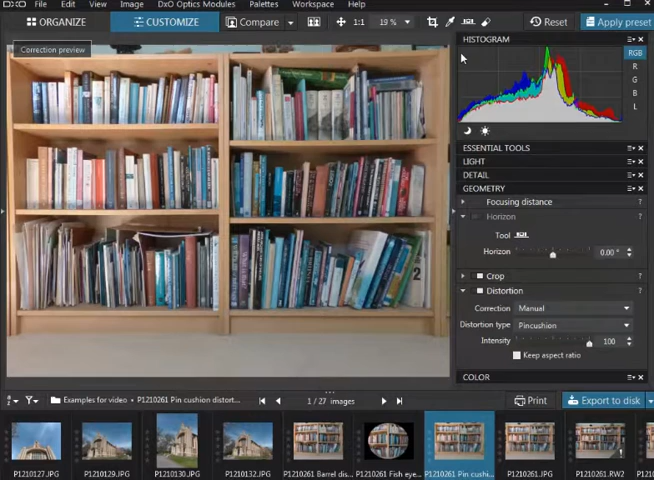 DXO File Edit View Image DxO Optics Modules Palettes Workspace Help
ORGANIZE CUSTOMIZE Compare 1:1 19 % Reset Apply preset
Correction preview
HISTOGRAM
RGB
R
G
B
L
ESSENTIAL TOOLS
LIGHT
DETAIL
GEOMETRY
Focusing distance ?
Horizon ?
Tool
Horizon 0.00 °
Crop ?
Distortion ?
Correction Manual
Distortion type Pincushion
Intensity 100
Keep aspect ratio
COLOR
Examples for video • P1210261 Pin cushion distort... 1 / 27 images Print Export to disk
P1210127.JPG P1210129.JPG P1210130.JPG P1210132.JPG P1210261 Barrel dis... P1210261 Fish eye... P1210261 Pin cushi... P1210261.JPG P1210261.RW2